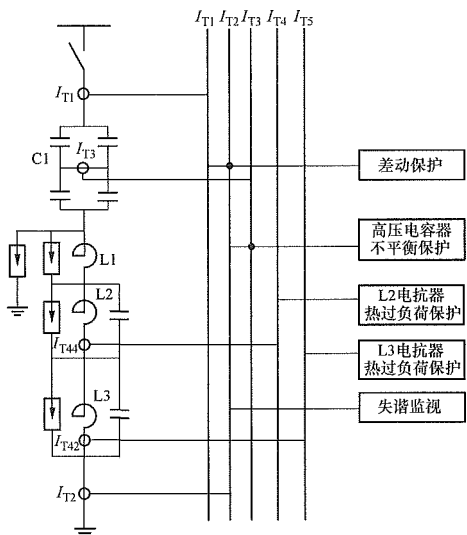 I_T1 I_T2 I_T3 I_T4 I_T5
I_T1
C1
I_T3
差动保护
高压电容器
不平衡保护
L1
L2
L2电抗器
热过负荷保护
I_T44
L3电抗器
热过负荷保护
L3
失谐监视
I_T42
I_T2